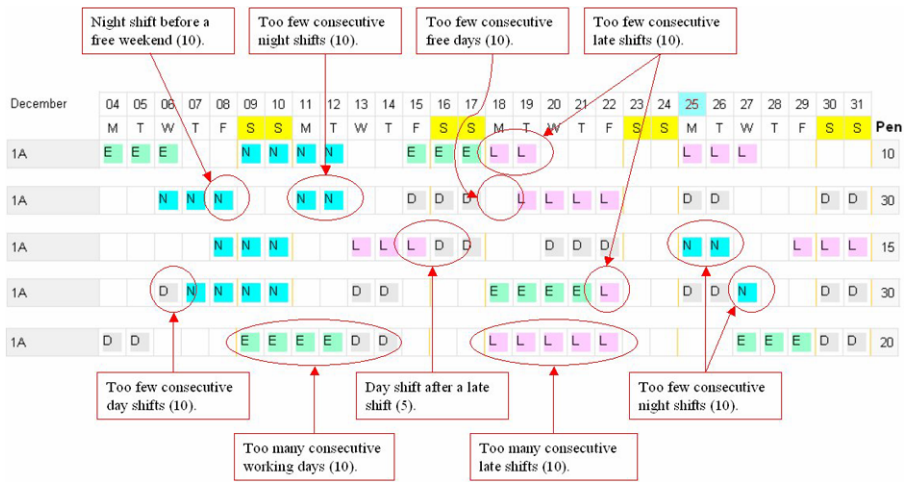 Night shift before a
free weekend (10).
Too few consecutive
night shifts (10).
Too few consecutive
free days (10).
Too few consecutive
late shifts (10).
December 04 05 06 07 08 09 10 11 12 13 14 15 16 17 18 19 20 21 22 23 24 25 26 27 28 29 30 31
M T W T F S S M T W T F S S M T W T F S S M T W T F S S Pen
1A E E E N N N N E E E L L L L L 10
1A N N N N N D D D L L L L D D D D 30
1A N N N L L L D D D D D N N L L L 15
1A D N N N N D D E E E E L D D N D D 30
1A D D E E E E D D L L L L L E E E D D 20
Too few consecutive
day shifts (10).
Day shift after a late
shift (5).
Too few consecutive
night shifts (10).
Too many consecutive
working days (10).
Too many consecutive
late shifts (10).